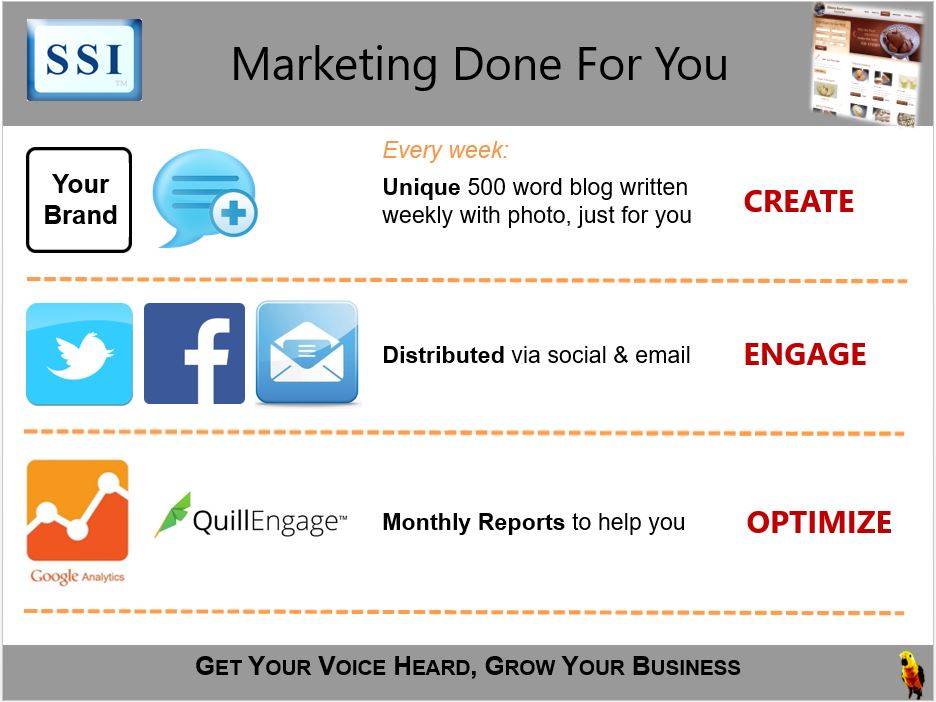 SSI
TM
Marketing Done For You
Your
Brand
Every week:
Unique 500 word blog written
weekly with photo, just for you
CREATE
Distributed via social & email
ENGAGE
Google Analytics
QuillEngage™
Monthly Reports to help you
OPTIMIZE
GET YOUR VOICE HEARD, GROW YOUR BUSINESS